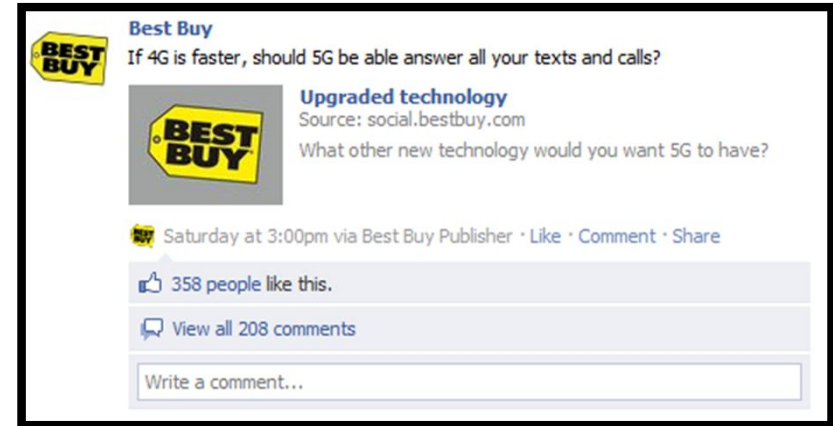 BEST BUY
Best Buy
If 4G is faster, should 5G be able answer all your texts and calls?
BEST BUY
Upgraded technology
Source: social.bestbuy.com
What other new technology would you want 5G to have?
BEST BUY
Saturday at 3:00pm via Best Buy Publisher · Like · Comment · Share
358 people like this.
View all 208 comments
Write a comment...